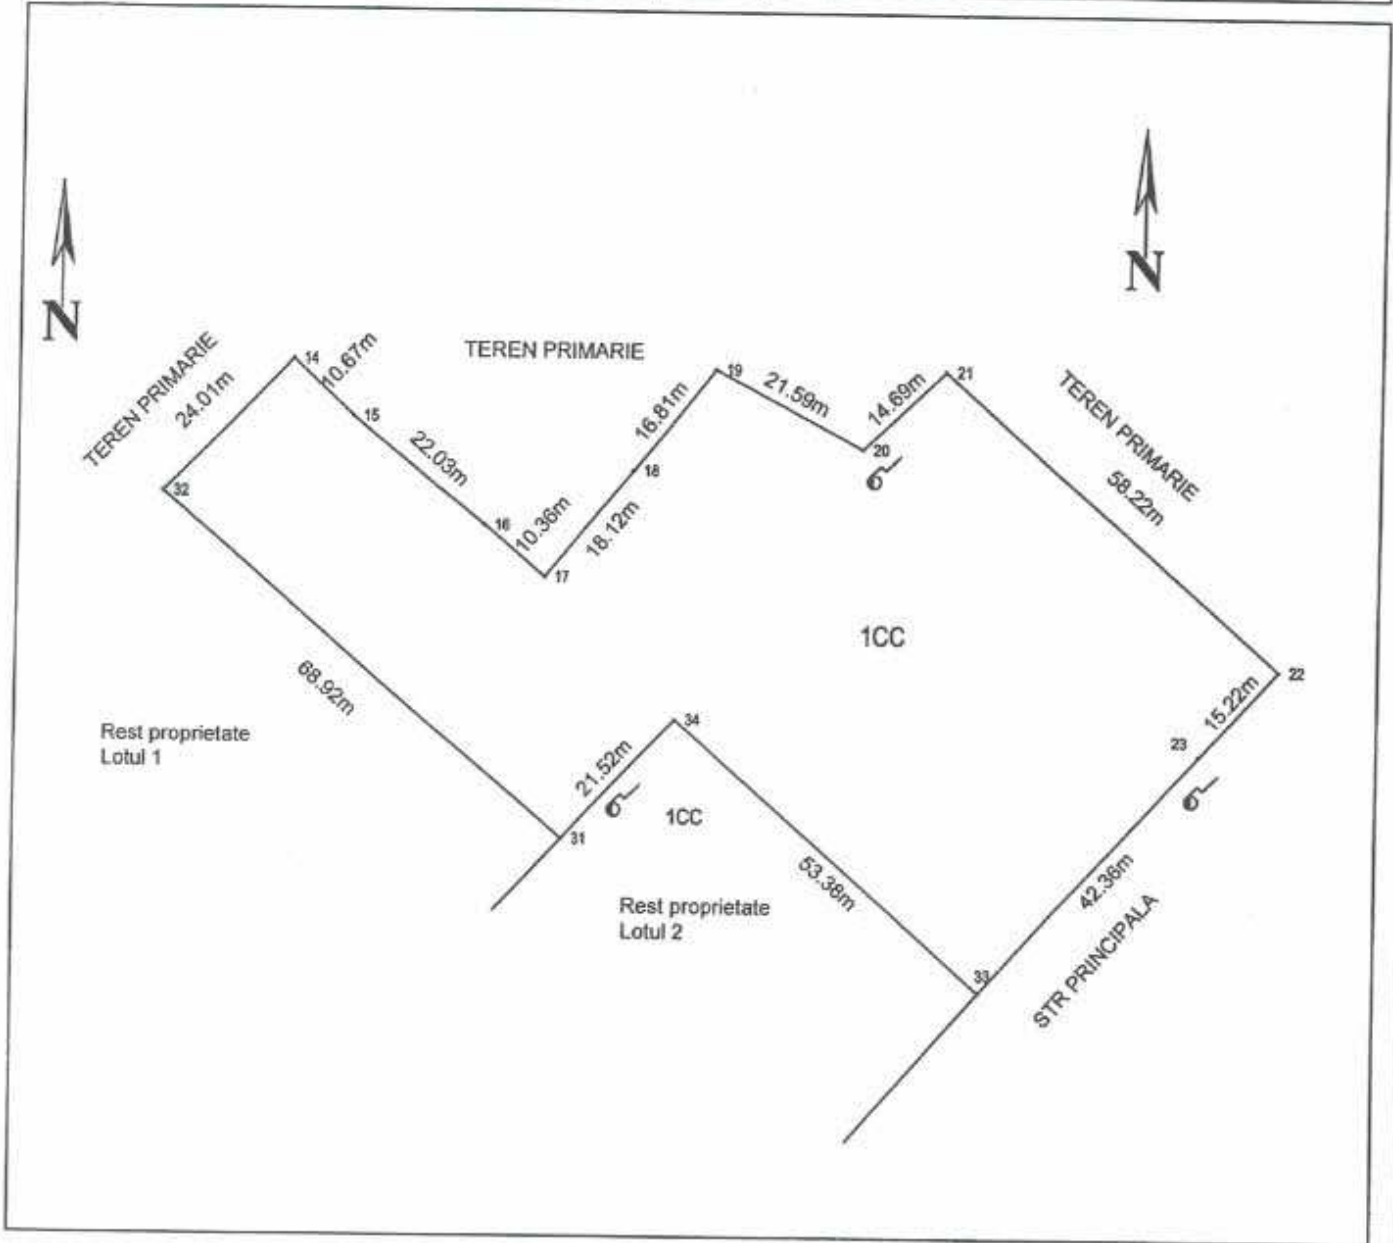 N
N
TEREN PRIMARIE
24.01m
14
10.67m
TEREN PRIMARIE
19
21.59m
14.69m
21
TEREN PRIMARIE
58.22m
15
22.03m
16.81m
18
20
32
16
10.36m
18.12m
17
1CC
22
15.22m
23
68.92m
Rest proprietate
Lotul 1
34
21.52m
1CC
31
53.38m
42.36m
Rest proprietate
Lotul 2
33
STR PRINCIPALA